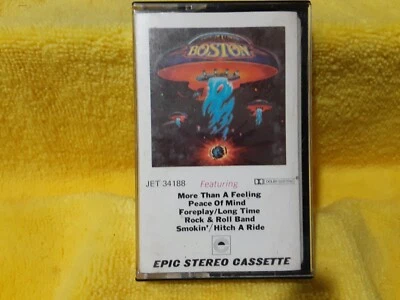 BOSTON
JET 34188 Featuring
More Than A Feeling
Peace Of Mind
Foreplay/Long Time
Rock & Roll Band
Smokin'/Hitch A Ride
EPIC STEREO CASSETTE